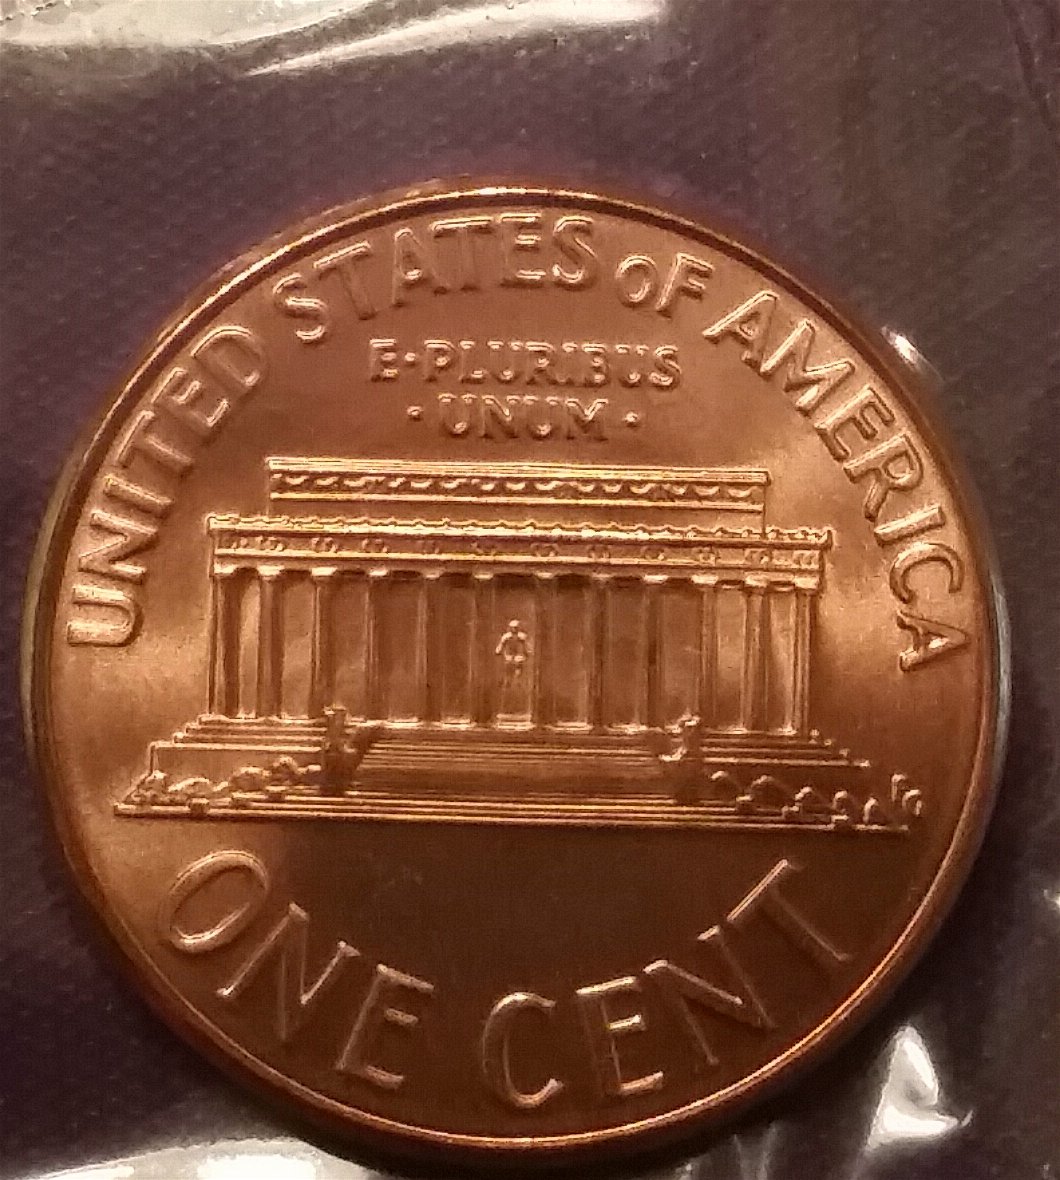 UNITED STATES OF AMERICA
E·PLURIBUS
·UNUM·
ONE CENT